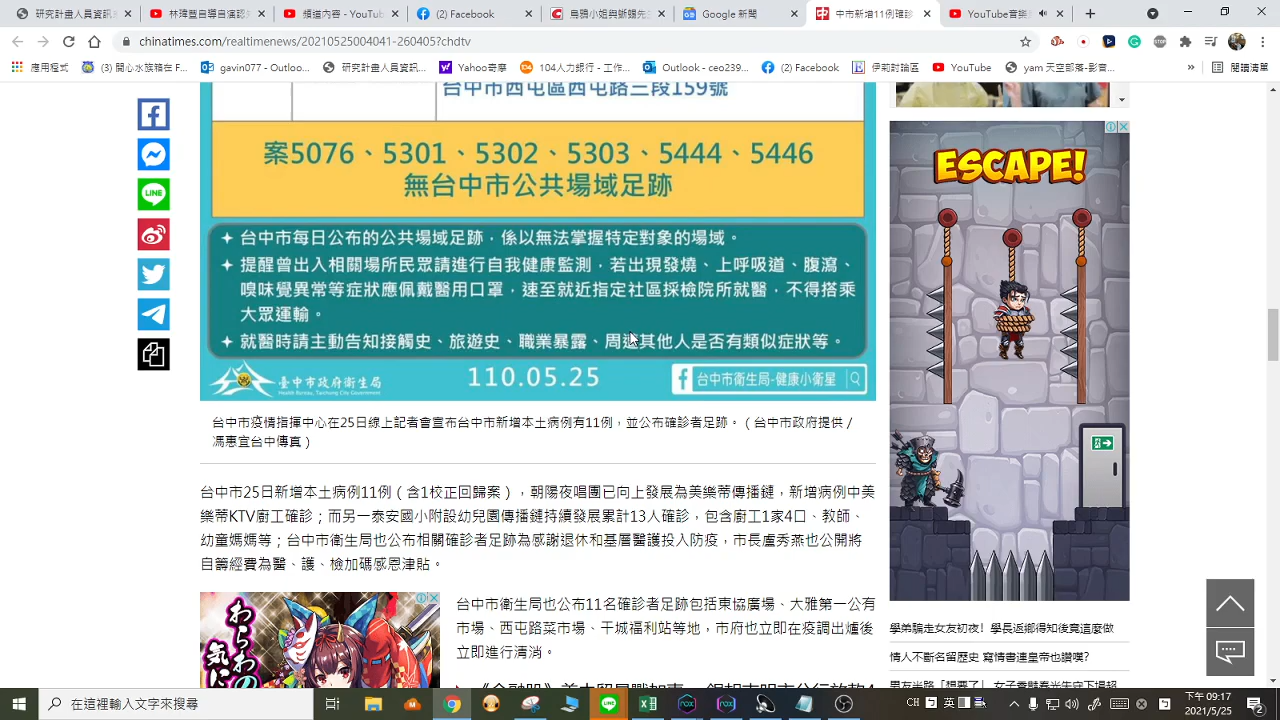 研究計畫人員資訊
林瑋豐自導自演認
頻道內容 - YouTub
(2) Facebook
Google 新聞
中市新增11例確診
YouTube音樂
chinatimes.com/realtimenews/20210525004041-260405?chdtv
應用程式
(3) 開心水族箱在 F...
gavin077 - Outloo...
研究計畫人員資訊...
Yahoo奇摩
104人力銀行 - 工作...
Outlook - ceo239...
(2) Facebook
伊莉討論區
YouTube
yam 天空部落-影音...
»
閱讀清單
台中市西屯區西屯路三段159號
案5076、5301、5302、5303、5444、5446
無台中市公共場域足跡
台中市每日公布的公共場域足跡，係以無法掌握特定對象的場域。
提醒曾出入相關場所民眾請進行自我健康監測，若出現發燒、上呼吸道、腹瀉、
嗅味覺異常等症狀應佩戴醫用口罩，速至就近指定社區採檢院所就醫，不得搭乘
大眾運輸。
就醫時請主動告知接觸史、旅遊史、職業暴露、周遭其他人是否有類似症狀等。
臺中市政府衛生局
Health Bureau, Taichung City Government
110.05.25
台中市衛生局-健康小衛星
台中市疫情指揮中心在25日線上記者會宣布台中市新增本土病例有11例，並公布確診者足跡。（台中市政府提供／
馮惠宜台中傳真）
台中市25日新增本土病例11例（含1校正回歸案），朝陽夜唱團已向上發展為美樂蒂傳播鏈，新增病例中美
樂蒂KTV廚工確診；而另一泰安國小附設幼兒園傳播鏈持續發展累計13人確診，包含廚工1家4口、教師、
幼童媽媽等；台中市衛生局也公布相關確診者足跡為感謝退休和基層醫護投入防疫，市長盧秀燕也公開將
自籌經費為醫、護、檢加碼感恩津貼。
台中市衛生局也公布11名確診者足跡包括東協廣場、大雅第一公有
市場、西屯路菜市場、干城福利站等地，市府也立即在疫調出爐後
立即進行清消。
わらわの
気に
ESCAPE!
學弟騙走女友初夜！學長返鄉得知後竟這麼做
情人不斷名留歷史 寫情書連皇帝也讚嘆?
LINE
在這裡輸入文字來搜尋
CH
下午 09:17
2021/5/25